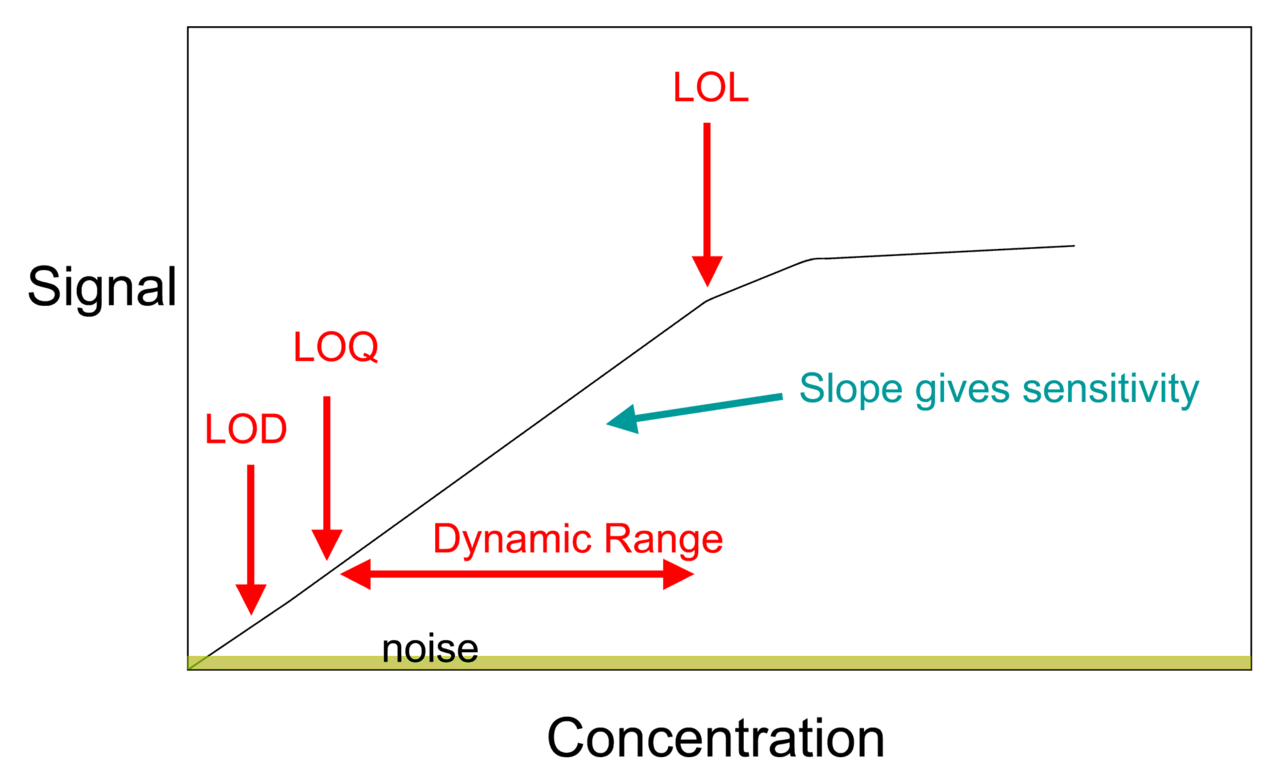 LOL
Signal
LOQ
Slope gives sensitivity
LOD
Dynamic Range
noise
Concentration